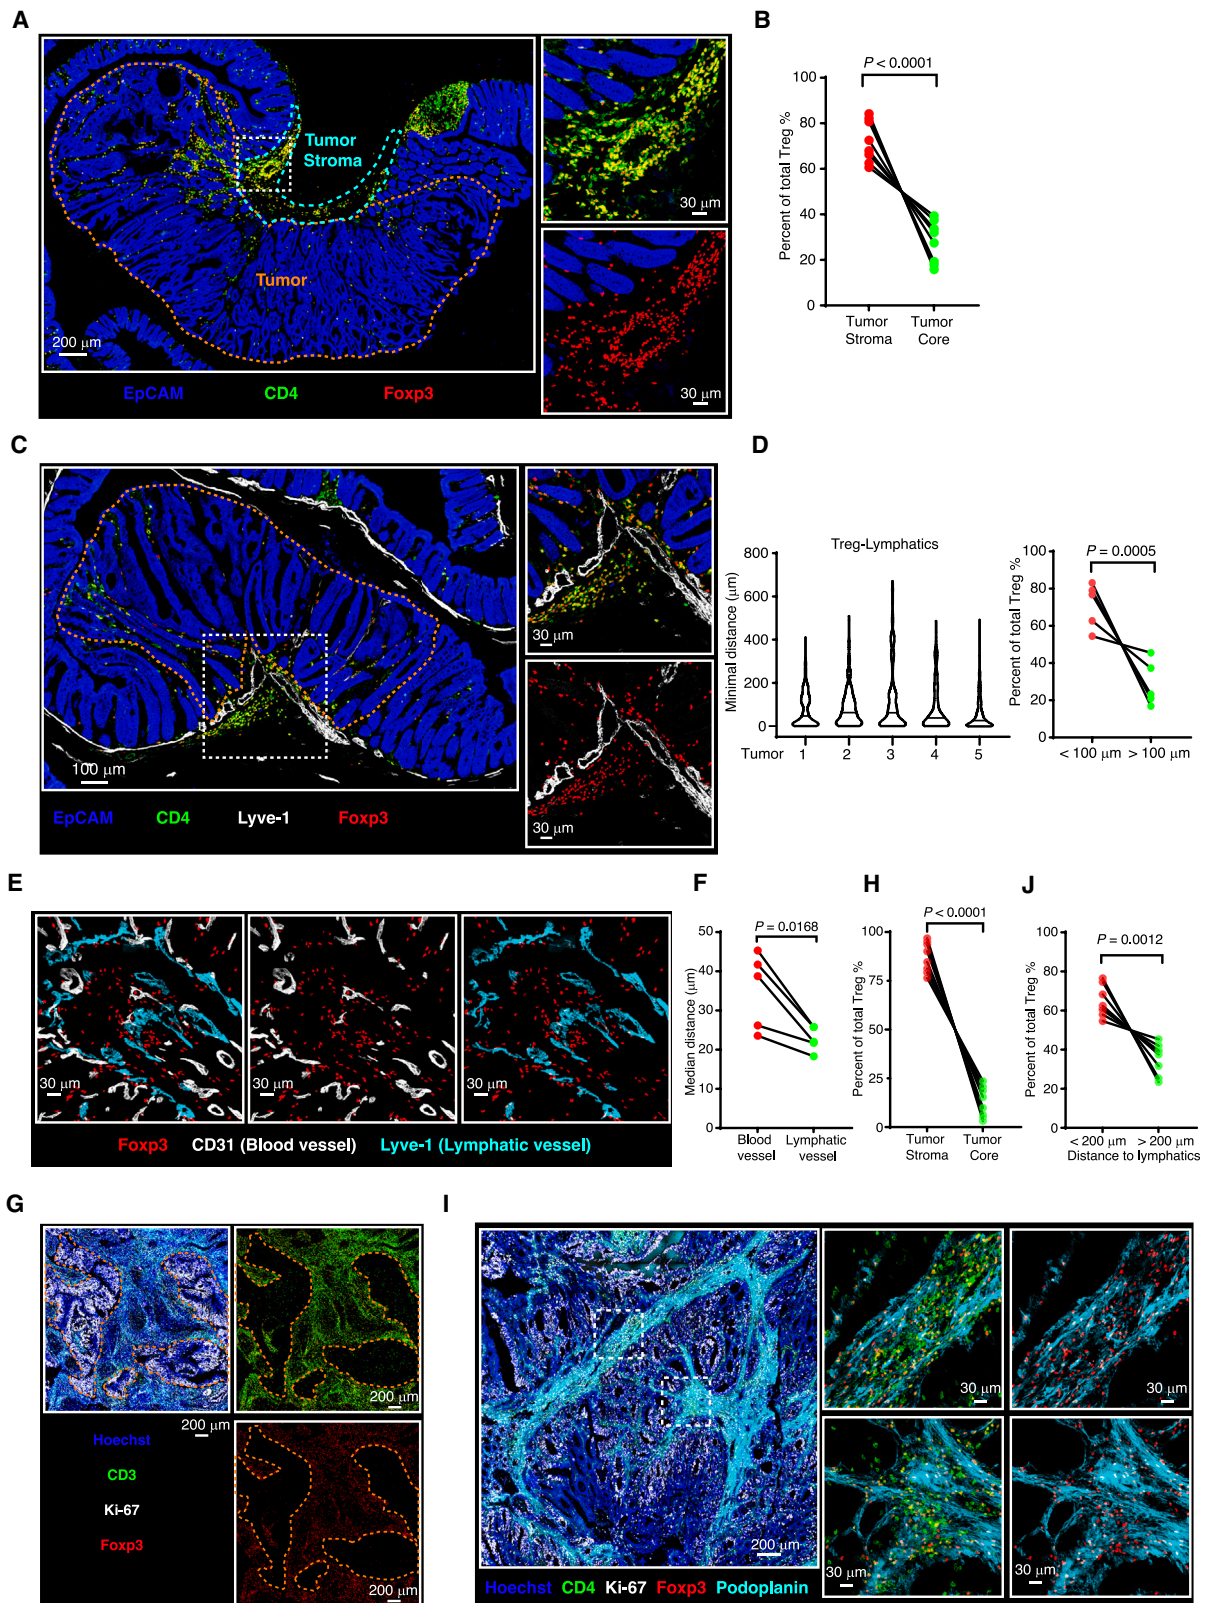 A
Tumor
Stroma
Tumor
200 μm
EpCAM CD4 Foxp3
30 μm
30 μm
B
P < 0.0001
Percent of total Treg %
100
80
60
40
20
0
Tumor
Stroma
Tumor
Core
C
100 μm
EpCAM CD4 Lyve-1 Foxp3
30 μm
30 μm
D
Treg-Lymphatics
Minimal distance (μm)
800
600
400
200
0
Tumor 1 2 3 4 5
P = 0.0005
Percent of total Treg %
100
80
60
40
20
0
< 100 μm > 100 μm
E
30 μm
30 μm
30 μm
Foxp3 CD31 (Blood vessel) Lyve-1 (Lymphatic vessel)
F
P = 0.0168
Median distance (μm)
50
40
30
20
10
0
Blood
vessel
Lymphatic
vessel
H
P < 0.0001
Percent of total Treg %
100
75
50
25
0
Tumor
Stroma
Tumor
Core
J
P = 0.0012
Percent of total Treg %
100
80
60
40
20
0
< 200 μm > 200 μm
Distance to lymphatics
G
200 μm
200 μm
200 μm
Hoechst
CD3
Ki-67
Foxp3
I
200 μm
Hoechst CD4 Ki-67 Foxp3 Podoplanin
30 μm
30 μm
30 μm
30 μm